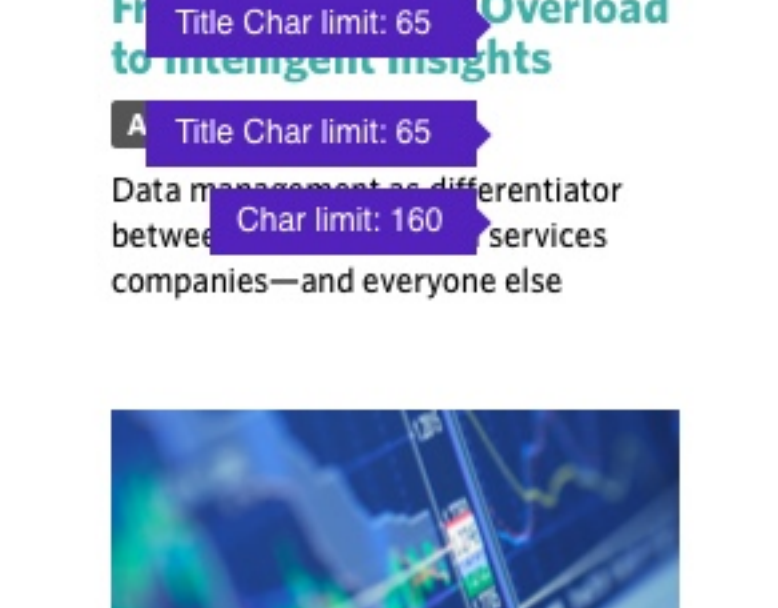 Title Char limit: 65
Overload
to Intelligent Insights
Title Char limit: 65
Data management as differentiator
Char limit: 160
services
companies—and everyone else